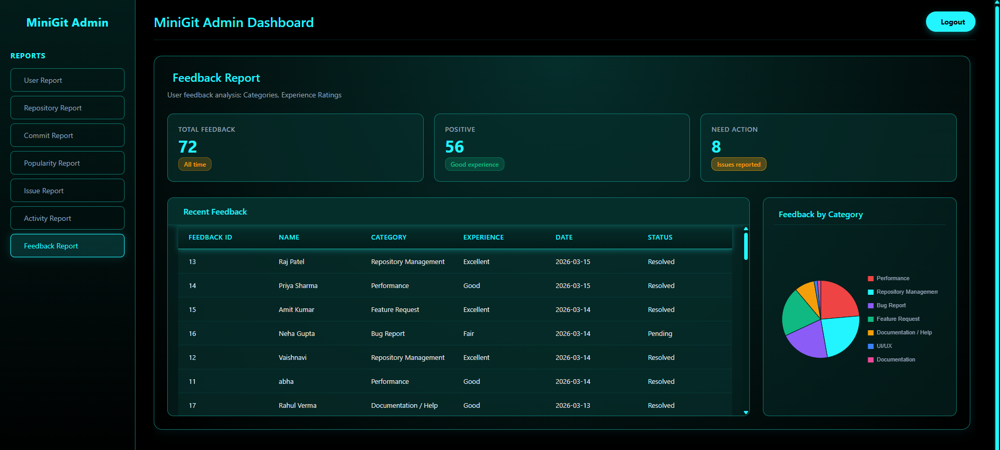 MiniGit Admin
REPORTS
User Report
Repository Report
Commit Report
Popularity Report
Issue Report
Activity Report
Feedback Report
MiniGit Admin Dashboard
Logout
Feedback Report
User feedback analysis: Categories, Experience Ratings
TOTAL FEEDBACK
72
All time
POSITIVE
56
Good experience
NEED ACTION
8
Issues reported
Recent Feedback
FEEDBACK ID NAME CATEGORY EXPERIENCE DATE STATUS
13 Raj Patel Repository Management Excellent 2026-03-15 Resolved
14 Priya Sharma Performance Good 2026-03-15 Resolved
15 Amit Kumar Feature Request Excellent 2026-03-14 Resolved
16 Neha Gupta Bug Report Fair 2026-03-14 Pending
12 Vaishnavi Repository Management Excellent 2026-03-14 Resolved
11 abha Performance Good 2026-03-14 Resolved
17 Rahul Verma Documentation / Help Good 2026-03-13 Resolved
Feedback by Category
Performance
Repository Managemen
Bug Report
Feature Request
Documentation / Help
UI/UX
Documentation